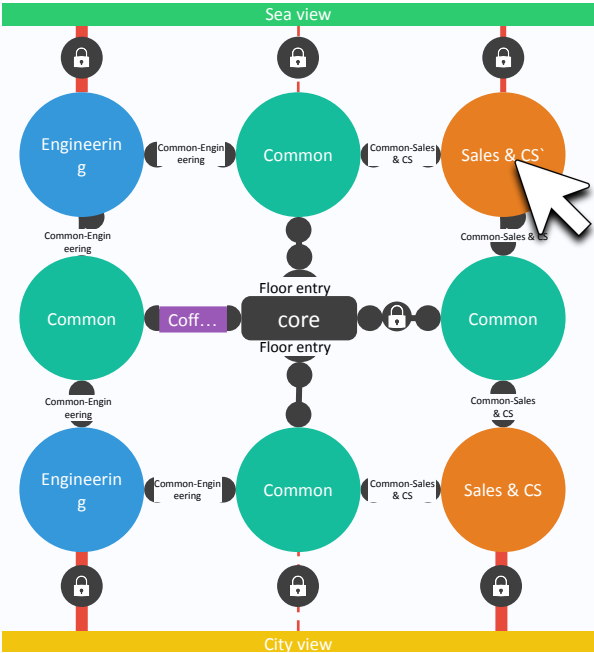 Sea view
Engineerin
g
Common-Engin
eering
Common
Common-Sales
& CS
Sales & CS`
Common-Engin
eering
Common-Sales & CS
Floor entry
Common
Coff…
core
Common
Floor entry
Common-Engin
eering
Common-Sales
& CS
Engineerin
g
Common-Engin
eering
Common
Common-Sales
& CS
Sales & CS
City view